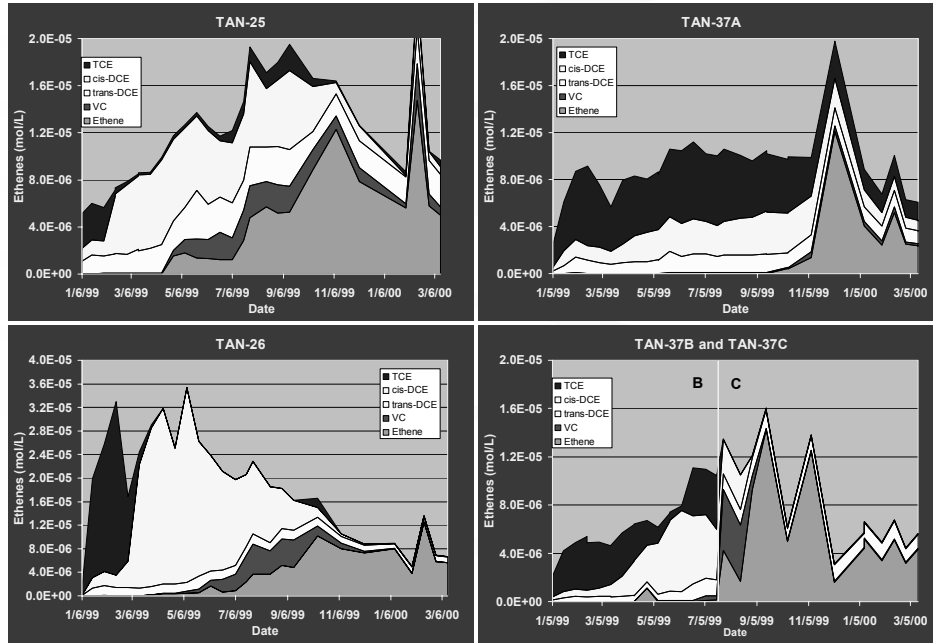 TAN-25
Ethenes (mol/L)
2.0E-05
1.6E-05
1.2E-05
8.0E-06
4.0E-06
0.0E+00
TCE
cis-DCE
trans-DCE
VC
Ethene
1/6/99 3/6/99 5/6/99 7/6/99 9/6/99 11/6/99 1/6/00 3/6/00
Date
TAN-37A
Ethenes (mol/L)
2.0E-05
1.6E-05
1.2E-05
8.0E-06
4.0E-06
0.0E+00
TCE
cis-DCE
trans-DCE
VC
Ethene
1/5/99 3/5/99 5/5/99 7/5/99 9/5/99 11/5/99 1/5/00 3/5/00
Date
TAN-26
Ethenes (mol/L)
4.0E-05
3.6E-05
3.2E-05
2.8E-05
2.4E-05
2.0E-05
1.6E-05
1.2E-05
8.0E-06
4.0E-06
0.0E+00
TCE
cis-DCE
trans-DCE
VC
Ethene
1/6/99 3/6/99 5/6/99 7/6/99 9/6/99 11/6/99 1/6/00 3/6/00
Date
TAN-37B and TAN-37C
Ethenes (mol/L)
2.0E-05
1.6E-05
1.2E-05
8.0E-06
4.0E-06
0.0E+00
B C
TCE
cis-DCE
trans-DCE
VC
Ethene
1/5/99 3/5/99 5/5/99 7/5/99 9/5/99 11/5/99 1/5/00 3/5/00
Date